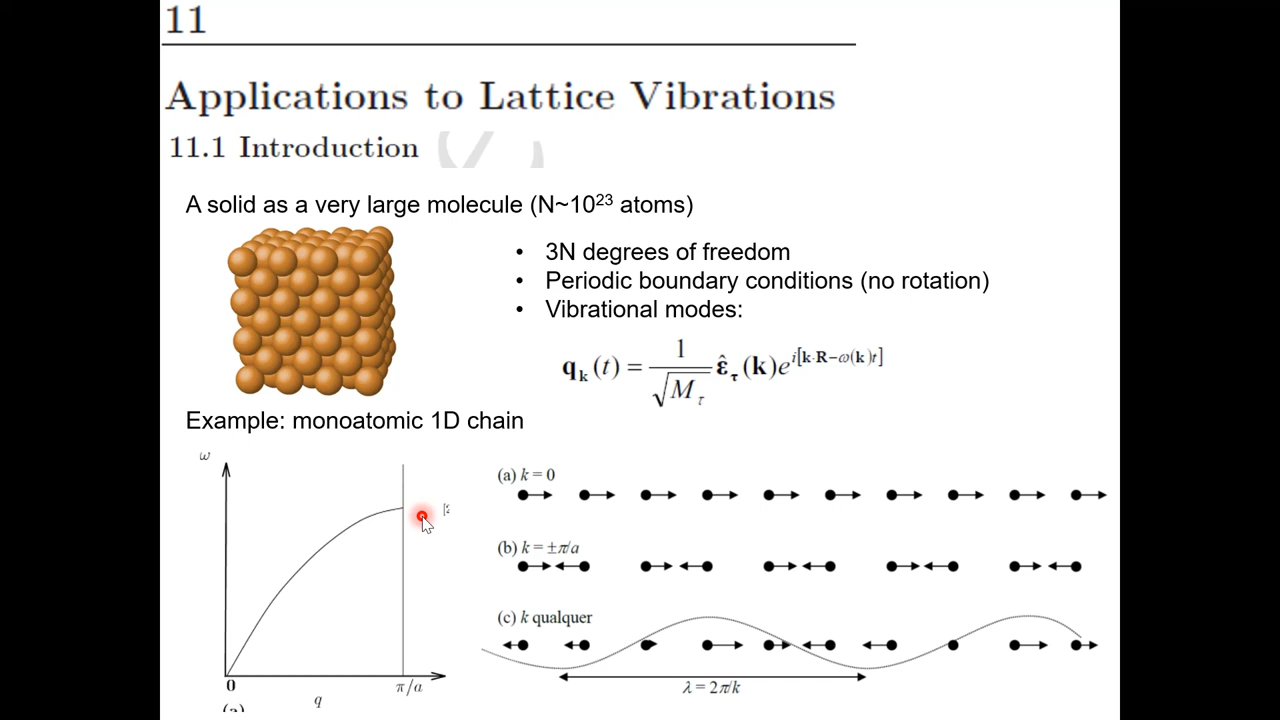 11
Applications to Lattice Vibrations
11.1 Introduction
A solid as a very large molecule (N~10²³ atoms)
• 3N degrees of freedom
• Periodic boundary conditions (no rotation)
• Vibrational modes:
q_k (t) = 1/√M_τ ε̂_τ (k)e^{i[k·R−ω(k)t]}
Example: monoatomic 1D chain
ω
0
π/a
q
(a)
(a) k = 0
(b) k = ±π/a
(c) k qualquer
λ = 2π/k